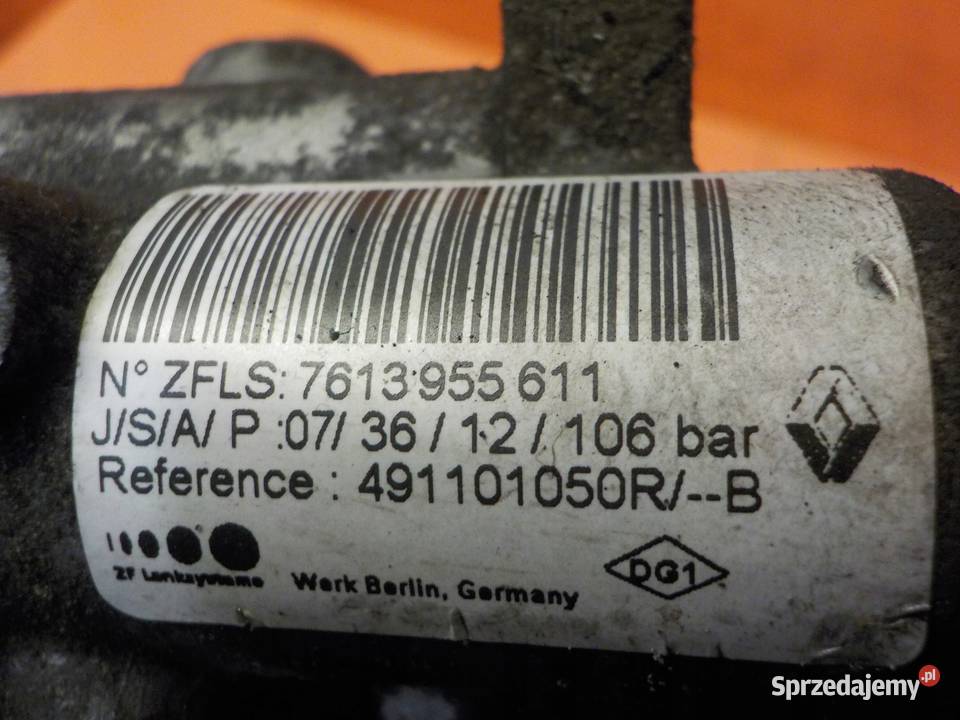 N° ZFLS: 7613 955 611
J/S/A/ P :07/ 36 / 12 / 106 bar
Reference : 491101050R/--B
ZF Lenksysteme
Werk Berlin, Germany
DG1
Sprzedajemy.pl